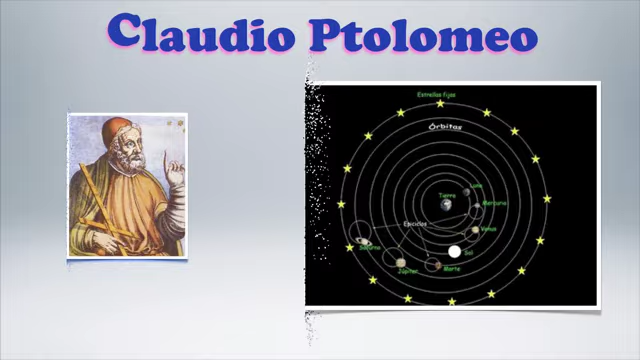 Claudio Ptolomeo
Estrellas fijas
Órbitas
Luna
Tierra
Mercurio
Epiciclos
Venus
Saturno
Sol
Júpiter
Marte